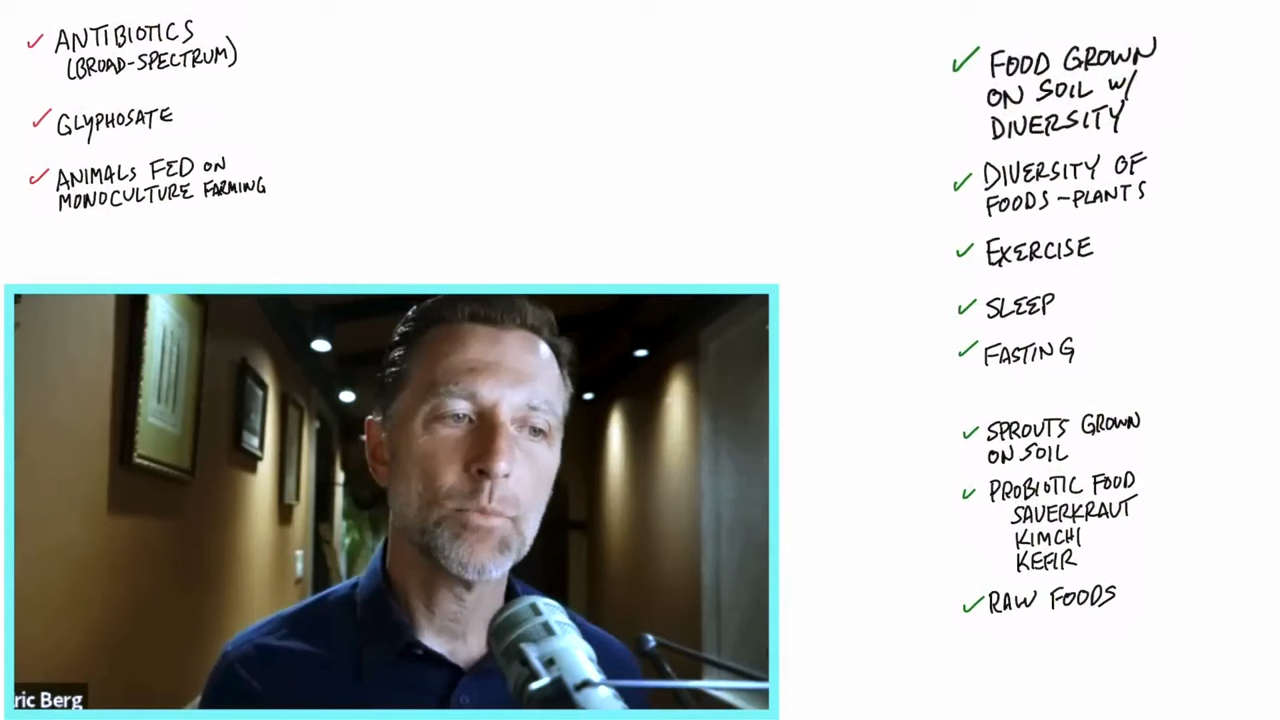 ANTIBIOTICS
(BROAD-SPECTRUM)
GLYPHOSATE
ANIMALS FED ON
MONOCULTURE FARMING
FOOD GROWN
ON SOIL W/
DIVERSITY
DIVERSITY OF
FOODS - PLANTS
EXERCISE
SLEEP
FASTING
SPROUTS GROWN
ON SOIL
PROBIOTIC FOOD
SAUERKRAUT
KIMCHI
KEFIR
RAW FOODS
ric Berg